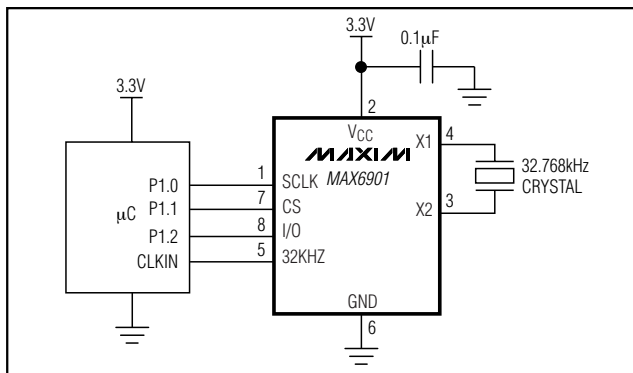 3.3V
0.1μF
3.3V
2
VCC
MAXIM
MAX6901
X1
4
32.768kHz
CRYSTAL
X2
3
μC
P1.0
1
SCLK
P1.1
7
CS
P1.2
8
I/O
CLKIN
5
32KHZ
GND
6